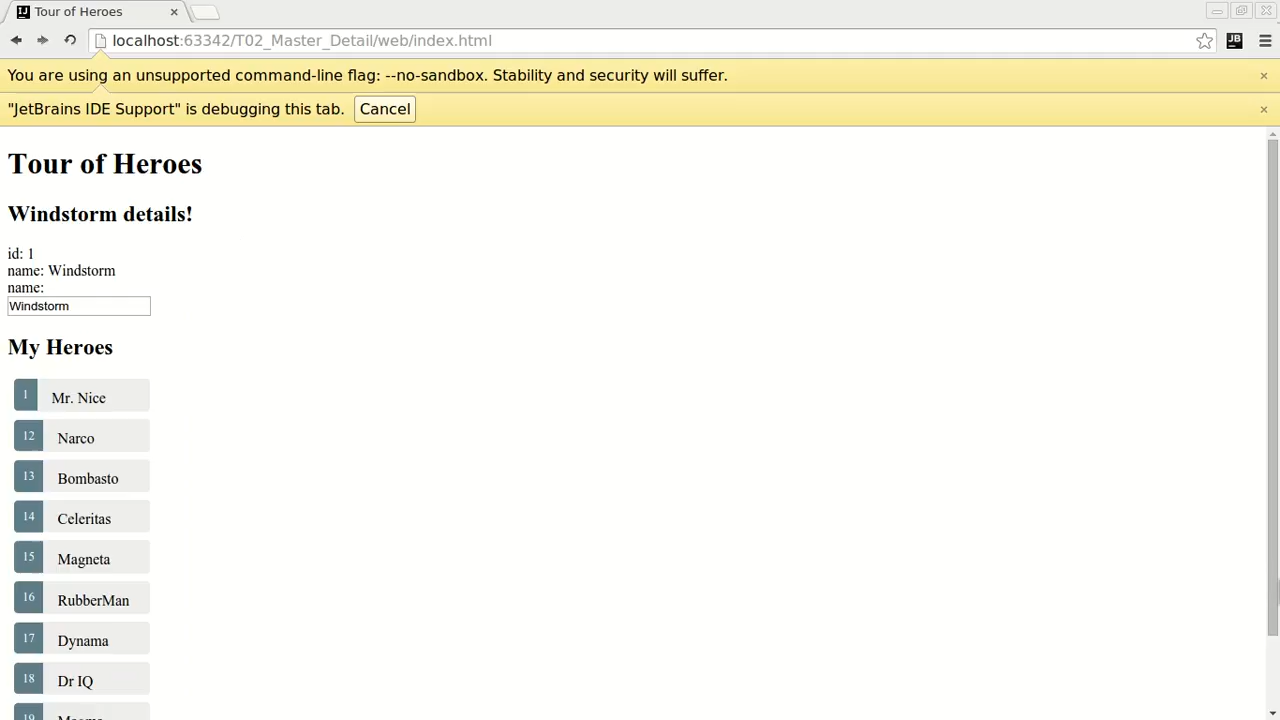 Tour of Heroes
localhost:63342/T02_Master_Detail/web/index.html
JB
You are using an unsupported command-line flag: --no-sandbox. Stability and security will suffer.
"JetBrains IDE Support" is debugging this tab. Cancel
Tour of Heroes
Windstorm details!
id: 1
name: Windstorm
name:
Windstorm
My Heroes
1 Mr. Nice
12 Narco
13 Bombasto
14 Celeritas
15 Magneta
16 RubberMan
17 Dynama
18 Dr IQ
19